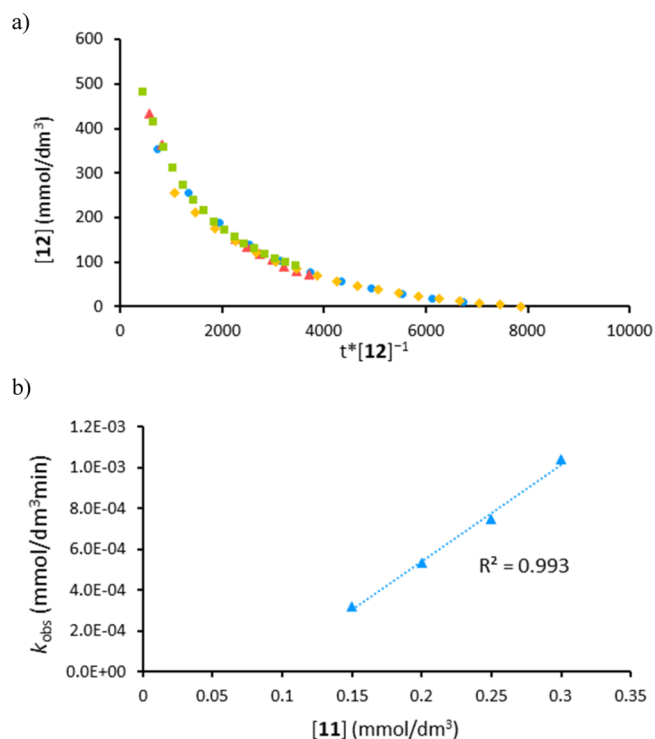 a)
600
500
400
300
200
100
0
[12] (mmol/dm³)
0 2000 4000 6000 8000 10000
t*[12]⁻¹
b)
1.2E-03
1.0E-03
8.0E-04
6.0E-04
4.0E-04
2.0E-04
0.0E+00
k_obs (mmol/dm³min)
R² = 0.993
0 0.05 0.1 0.15 0.2 0.25 0.3 0.35
[11] (mmol/dm³)